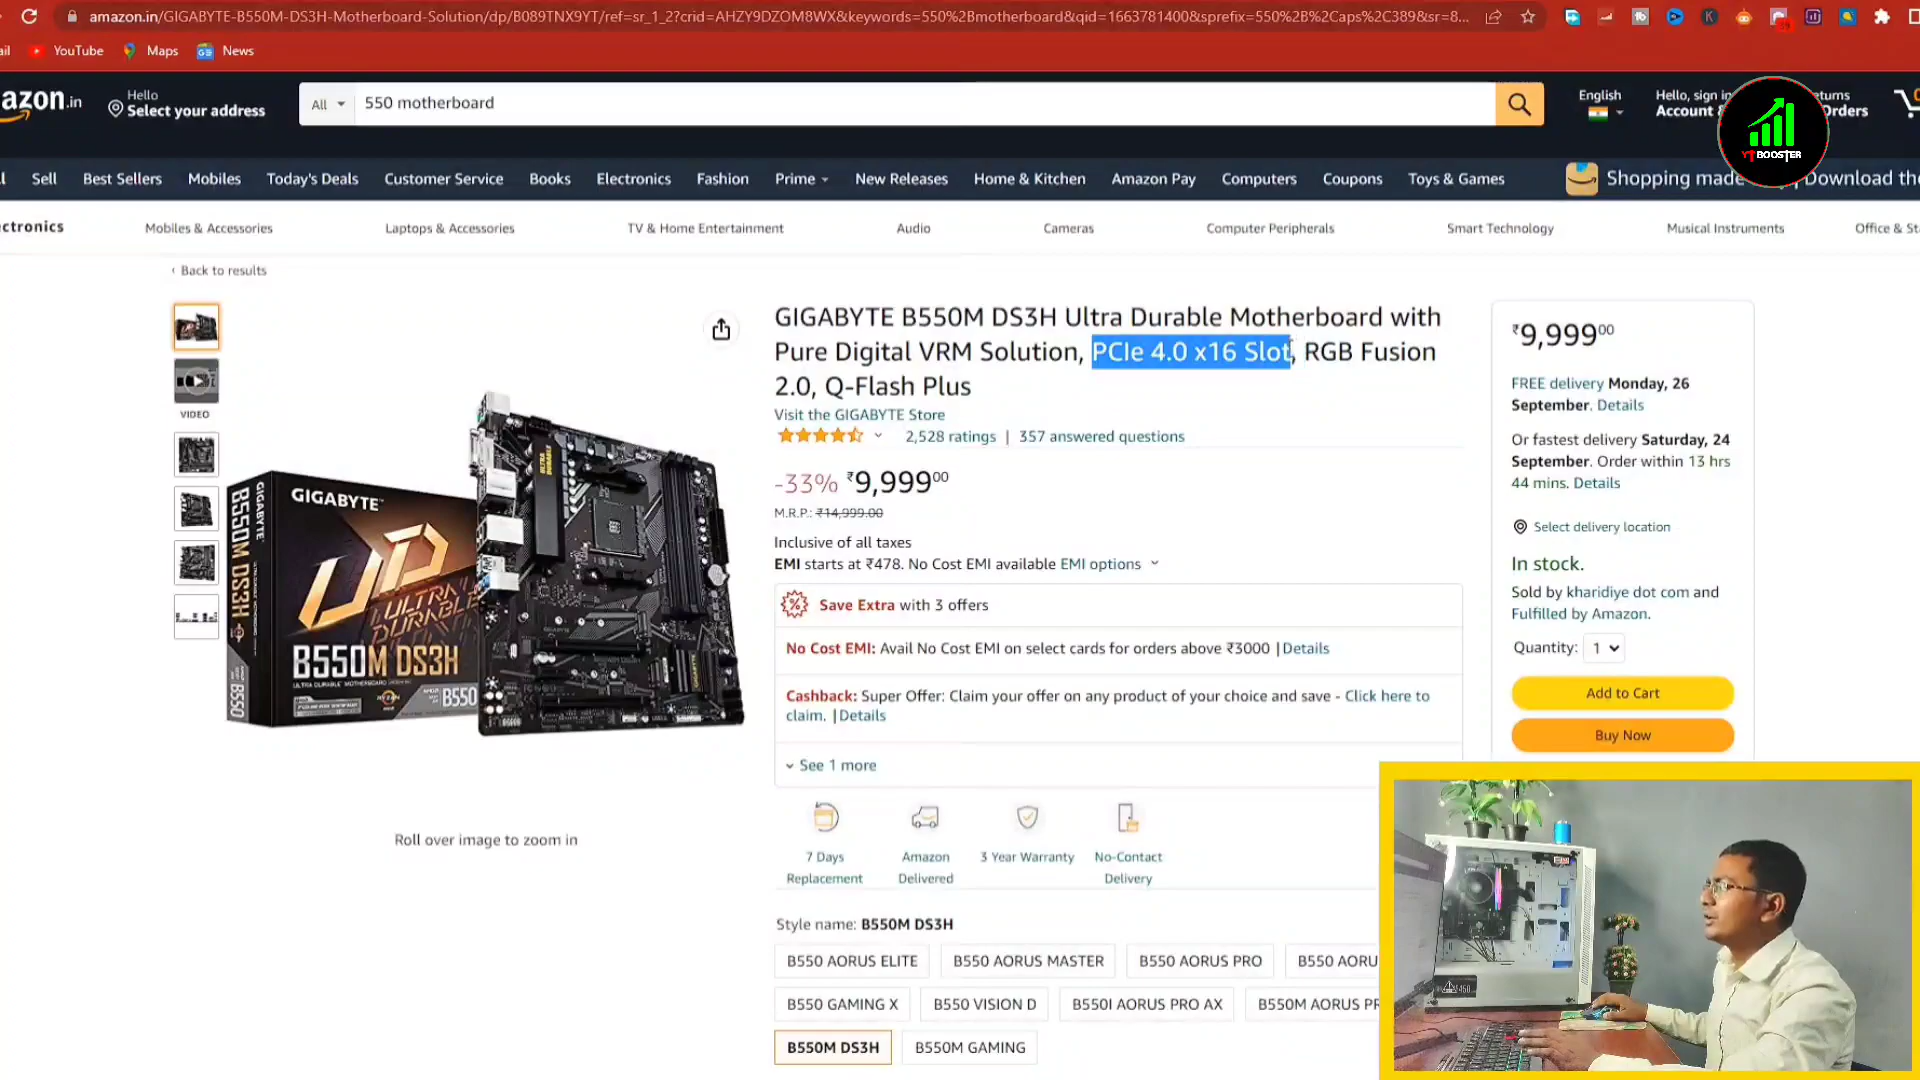 amazon.in/GIGABYTE-B550M-DS3H-Motherboard-Solution/dp/B089TNX9YT/ref=sr_1_2?crid=AHZY9DZOM8WX&keywords=550%2Bmotherboard&qid=1663781400&sprefix=550%2B%2Caps%2C389&sr=8...
ail YouTube Maps News
azon.in
Hello
Select your address
All
550 motherboard
English
Hello, sign in
Account &
eturns
Orders
YT BOOSTER
ll Sell Best Sellers Mobiles Today's Deals Customer Service Books Electronics Fashion Prime New Releases Home & Kitchen Amazon Pay Computers Coupons Toys & Games
Shopping made Download the
ectronics Mobiles & Accessories Laptops & Accessories TV & Home Entertainment Audio Cameras Computer Peripherals Smart Technology Musical Instruments Office & St
‹ Back to results
VIDEO
GIGABYTE™
UD
ULTRA
DURABLE
B550M DS3H
B550
GIGABYTE
B550M DS3H
B550
ULTRA
DURABLE
Roll over image to zoom in
GIGABYTE B550M DS3H Ultra Durable Motherboard with
Pure Digital VRM Solution, PCIe 4.0 x16 Slot, RGB Fusion
2.0, Q-Flash Plus
Visit the GIGABYTE Store
2,528 ratings | 357 answered questions
-33% ₹9,999⁰⁰
M.R.P.: ₹14,999.00
Inclusive of all taxes
EMI starts at ₹478. No Cost EMI available EMI options
Save Extra with 3 offers
No Cost EMI: Avail No Cost EMI on select cards for orders above ₹3000 |Details
Cashback: Super Offer: Claim your offer on any product of your choice and save - Click here to
claim. |Details
See 1 more
7 Days
Replacement
Amazon
Delivered
3 Year Warranty
No-Contact
Delivery
Style name: B550M DS3H
B550 AORUS ELITE B550 AORUS MASTER B550 AORUS PRO B550 AORU
B550 GAMING X B550 VISION D B550I AORUS PRO AX B550M AORUS PR
B550M DS3H B550M GAMING
₹9,999⁰⁰
FREE delivery Monday, 26
September. Details
Or fastest delivery Saturday, 24
September. Order within 13 hrs
44 mins. Details
Select delivery location
In stock.
Sold by kharidiye dot com and
Fulfilled by Amazon.
Quantity: 1
Add to Cart
Buy Now